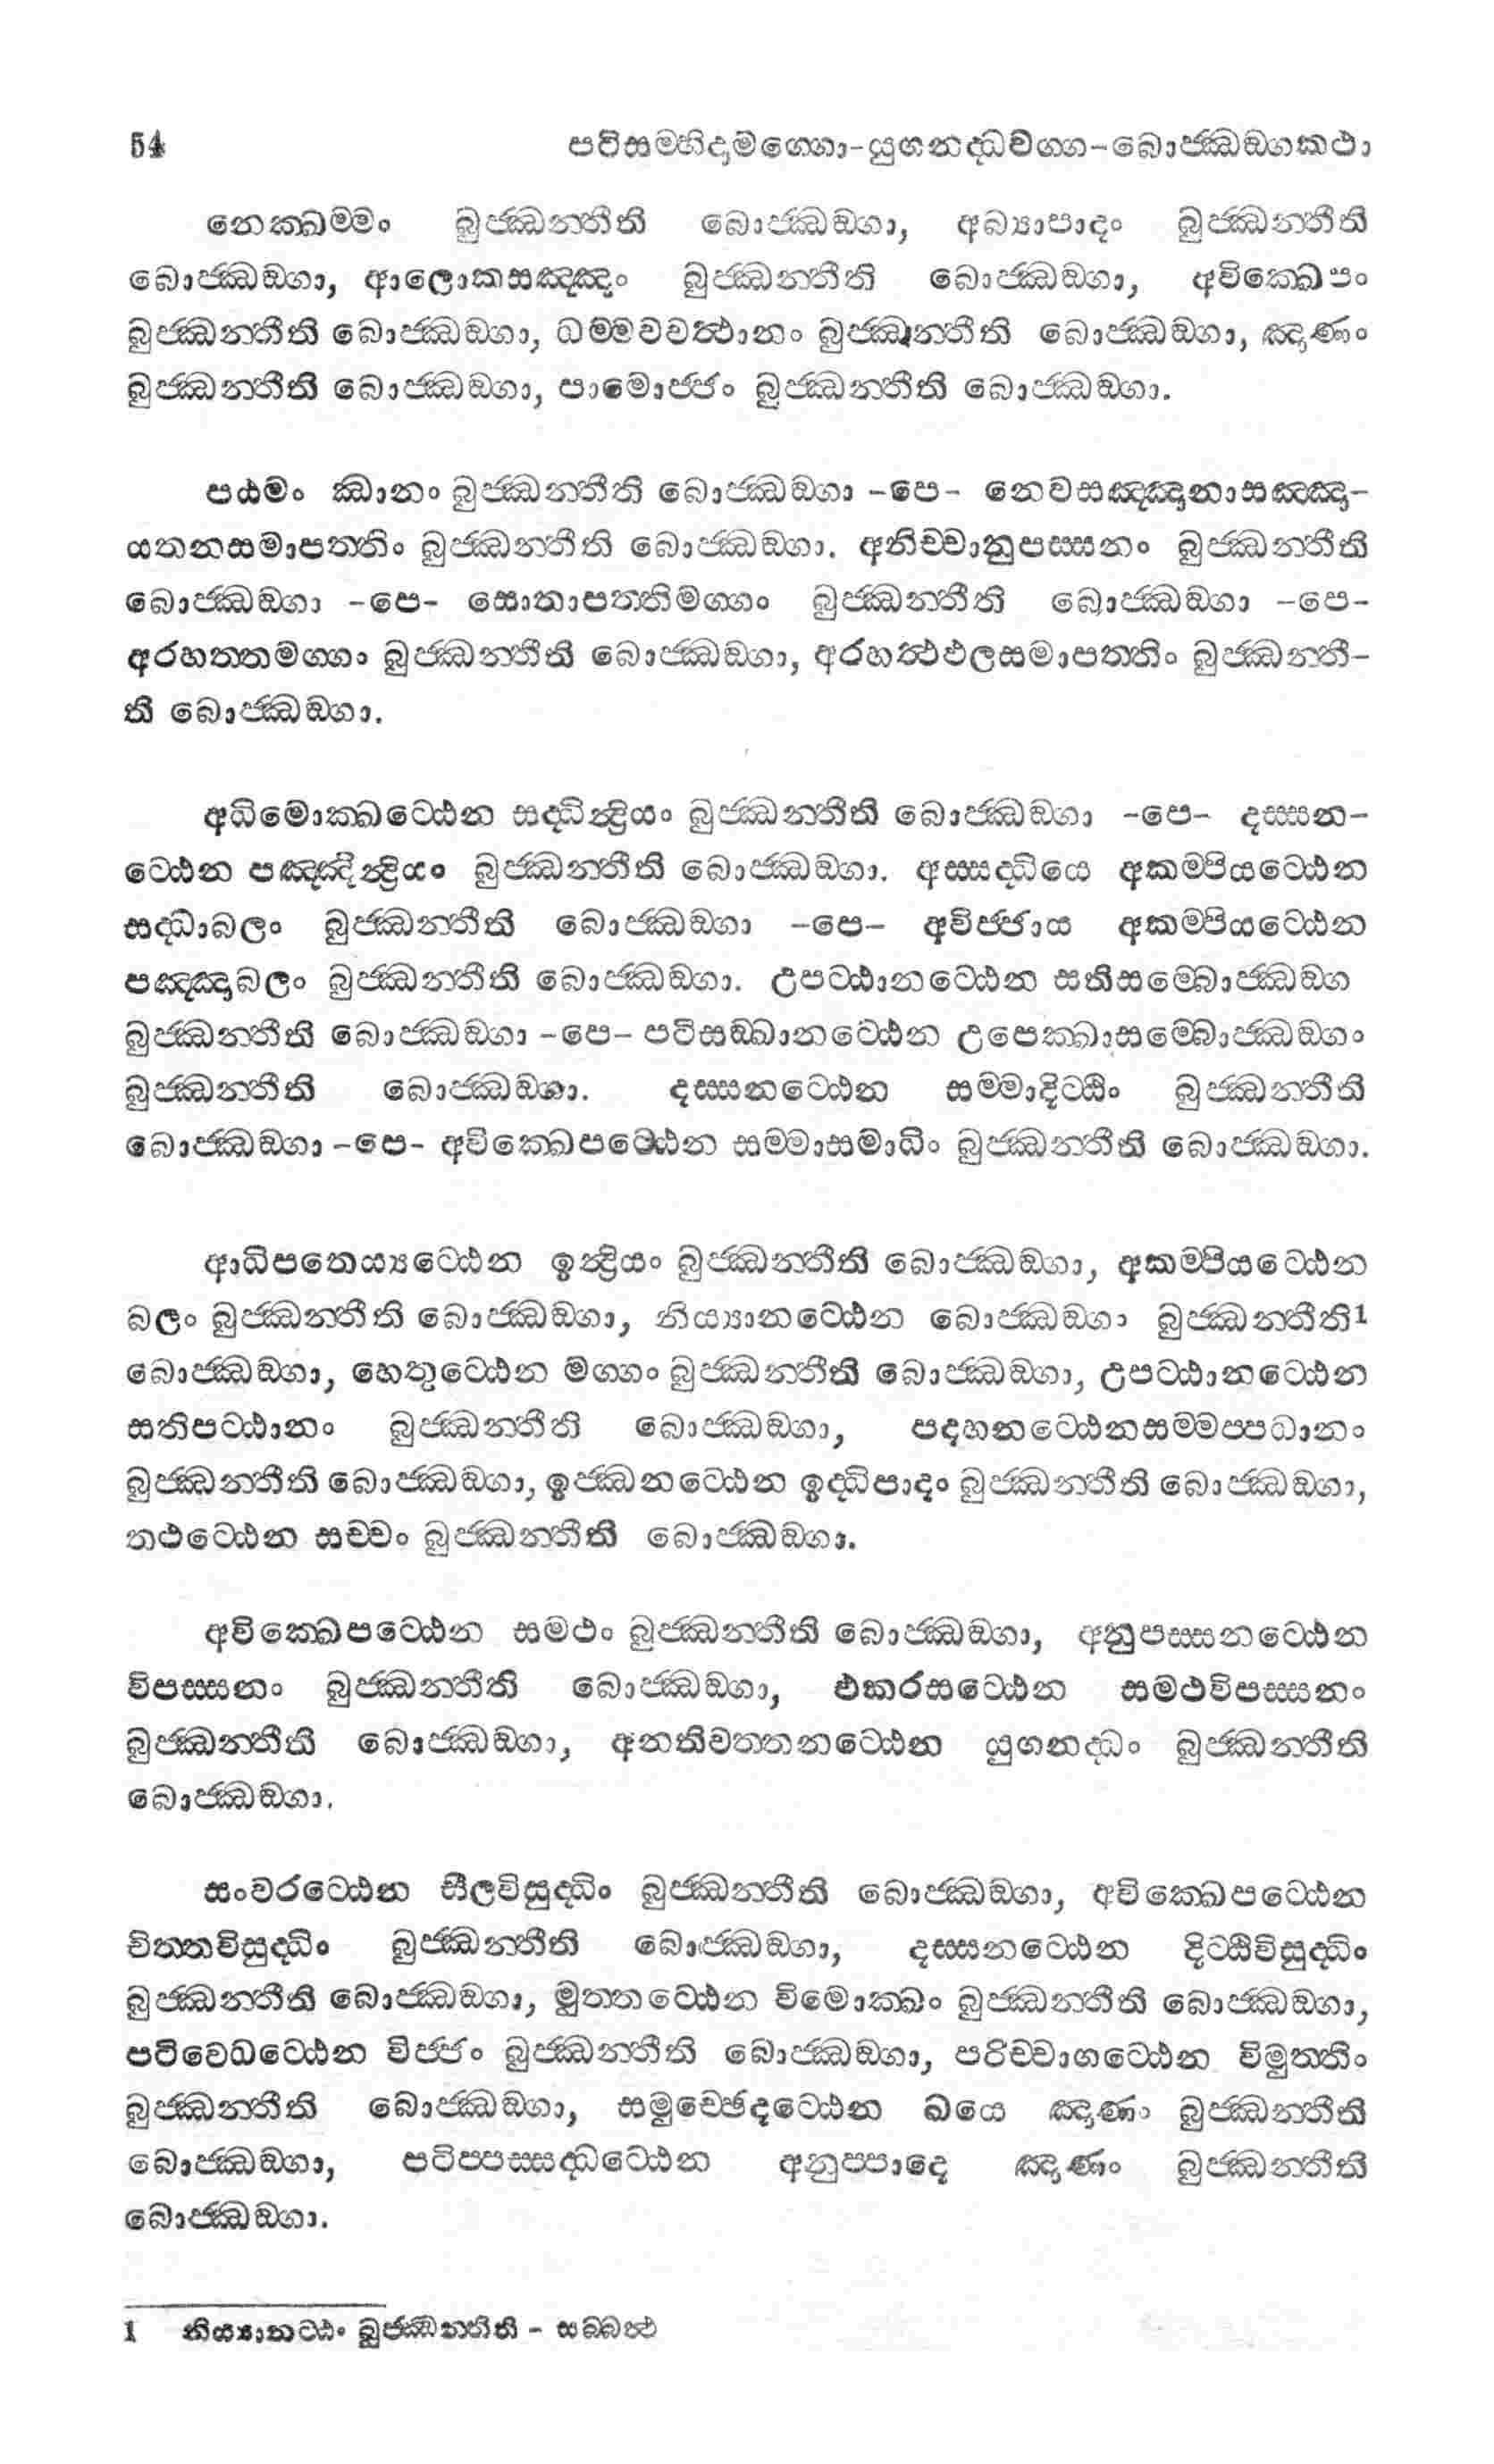 54 පටිසම්භිදාමග්ගො-යුගනද්ධවග්ග-බොජ්ඣඞ්ගකථා
නෙක්ඛම්මං බුජ්ඣන්තීති බොජ්ඣඞ්ගා, අබ්‍යාපාදං බුජ්ඣන්තීති
බොජ්ඣඞ්ගා, ආලොකසඤ්ඤං බුජ්ඣන්තීති බොජ්ඣඞ්ගා, අවික්ඛෙපං
බුජ්ඣන්තීති බොජ්ඣඞ්ගා, ධම්මවවත්ථානං බුජ්ඣන්තීති බොජ්ඣඞ්ගා, ඤාණං
බුජ්ඣන්තීති බොජ්ඣඞ්ගා, පාමොජ්ජං බුජ්ඣන්තීති බොජ්ඣඞ්ගා.
පඨමං ඣානං බුජ්ඣන්තීති බොජ්ඣඞ්ගා -පෙ- නෙවසඤ්ඤානාසඤ්ඤා-
යතනසමාපත්තිං බුජ්ඣන්තීති බොජ්ඣඞ්ගා. අනිච්චානුපස්සනං බුජ්ඣන්තීති
බොජ්ඣඞ්ගා -පෙ- සොතාපත්තිමග්ගං බුජ්ඣන්තීති බොජ්ඣඞ්ගා -පෙ-
අරහත්තමග්ගං බුජ්ඣන්තීති බොජ්ඣඞ්ගා, අරහත්ථඵලසමාපත්තිං බුජ්ඣන්තී-
ති බොජ්ඣඞ්ගා.
අධිමොක්ඛට්ඨෙන සද්ධින්ද්‍රියං බුජ්ඣන්තීති බොජ්ඣඞ්ගා -පෙ- දස්සන-
ට්ඨෙන පඤ්ඤින්ද්‍රියං බුජ්ඣන්තීති බොජ්ඣඞ්ගා. අස්සද්ධියෙ අකම්පියට්ඨෙන
සද්ධාබලං බුජ්ඣන්තීති බොජ්ඣඞ්ගා -පෙ- අවිජ්ජාය අකම්පියට්ඨෙන
පඤ්ඤාබලං බුජ්ඣන්තීති බොජ්ඣඞ්ගා. උපට්ඨානට්ඨෙන සතිසම්බොජ්ඣඞ්ග
බුජ්ඣන්තීති බොජ්ඣඞ්ගා -පෙ- පටිසඞ්ඛානට්ඨෙන උපෙක්ඛාසම්බොජ්ඣඞ්ගං
බුජ්ඣන්තීති බොජ්ඣඞ්ගා. දස්සනට්ඨෙන සම්මාදිට්ඨිං බුජ්ඣන්තීති
බොජ්ඣඞ්ගා -පෙ- අවික්ඛෙපට්ඨෙන සම්මාසමාධිං බුජ්ඣන්තීති බොජ්ඣඞ්ගා.
ආධිපතෙය්‍යට්ඨෙන ඉන්ද්‍රියං බුජ්ඣන්තීති බොජ්ඣඞ්ගා, අකම්පියට්ඨෙන
බලං බුජ්ඣන්තීති බොජ්ඣඞ්ගා, නිය්‍යානට්ඨෙන බොජ්ඣඞ්ගා බුජ්ඣන්තීති1
බොජ්ඣඞ්ගා, හෙතුට්ඨෙන මග්ගං බුජ්ඣන්තීති බොජ්ඣඞ්ගා, උපට්ඨානට්ඨෙන
සතිපට්ඨානං බුජ්ඣන්තීති බොජ්ඣඞ්ගා, පදහනට්ඨෙනසම්මප්පධානං
බුජ්ඣන්තීති බොජ්ඣඞ්ගා, ඉජ්ඣනට්ඨෙන ඉද්ධිපාදං බුජ්ඣන්තීති බොජ්ඣඞ්ගා,
තථට්ඨෙන සච්චං බුජ්ඣන්තීති බොජ්ඣඞ්ගා.
අවික්ඛෙපට්ඨෙන සමථං බුජ්ඣන්තීති බොජ්ඣඞ්ගා, අනුපස්සනට්ඨෙන
විපස්සනං බුජ්ඣන්තීති බොජ්ඣඞ්ගා, එකරසට්ඨෙන සමථවිපස්සනං
බුජ්ඣන්තීති බොජ්ඣඞ්ගා, අනතිවත්තනට්ඨෙන යුගනද්ධං බුජ්ඣන්තීති
බොජ්ඣඞ්ගා.
සංවරට්ඨෙන සීලවිසුද්ධිං බුජ්ඣන්තීති බොජ්ඣඞ්ගා, අවික්ඛෙපට්ඨෙන
චිත්තවිසුද්ධිං බුජ්ඣන්තීති බොජ්ඣඞ්ගා, දස්සනට්ඨෙන දිට්ඨිවිසුද්ධිං
බුජ්ඣන්තීති බොජ්ඣඞ්ගා, මුත්තට්ඨෙන විමොක්ඛං බුජ්ඣන්තීති බොජ්ඣඞ්ගා,
පටිවෙධට්ඨෙන විජ්ජං බුජ්ඣන්තීති බොජ්ඣඞ්ගා, පරිච්චාගට්ඨෙන විමුත්තිං
බුජ්ඣන්තීති බොජ්ඣඞ්ගා, සමුච්ඡෙදට්ඨෙන ඛයෙ ඤාණං බුජ්ඣන්තීති
බොජ්ඣඞ්ගා, පටිප්පස්සද්ධට්ඨෙන අනුප්පාදෙ ඤාණං බුජ්ඣන්තීති
බොජ්ඣඞ්ගා.
1 නිය්‍යානට්ඨං බුජ්ඣන්තීති - සබ්බත්ථ